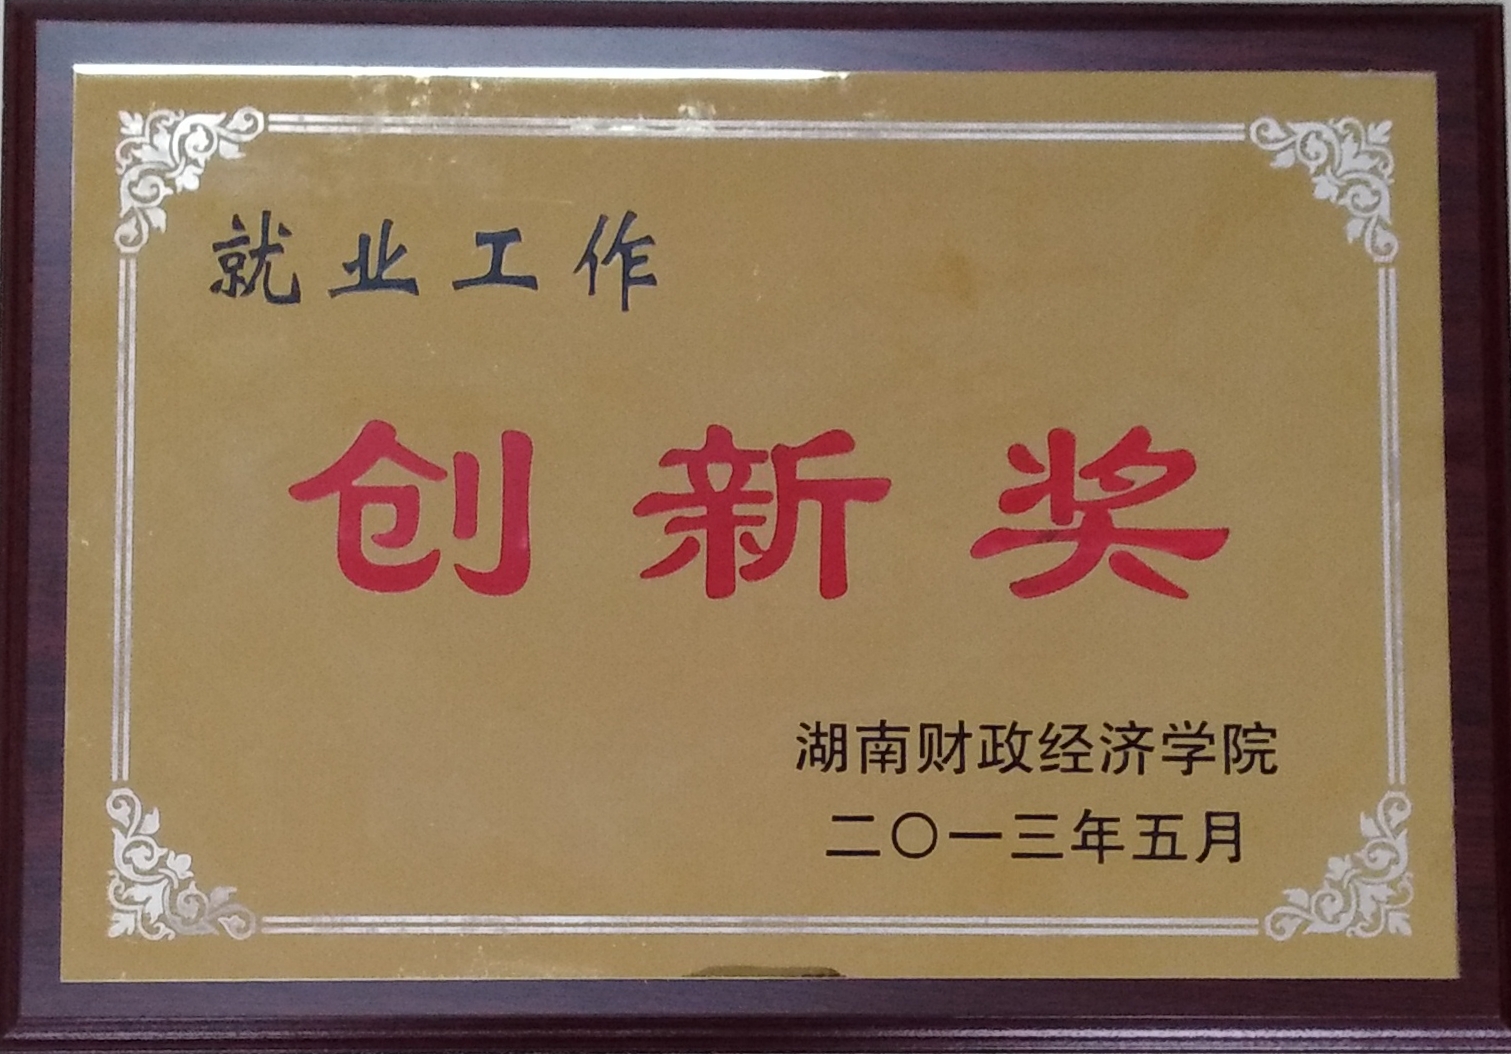 就业工作
创新奖
湖南财政经济学院
二〇一三年五月